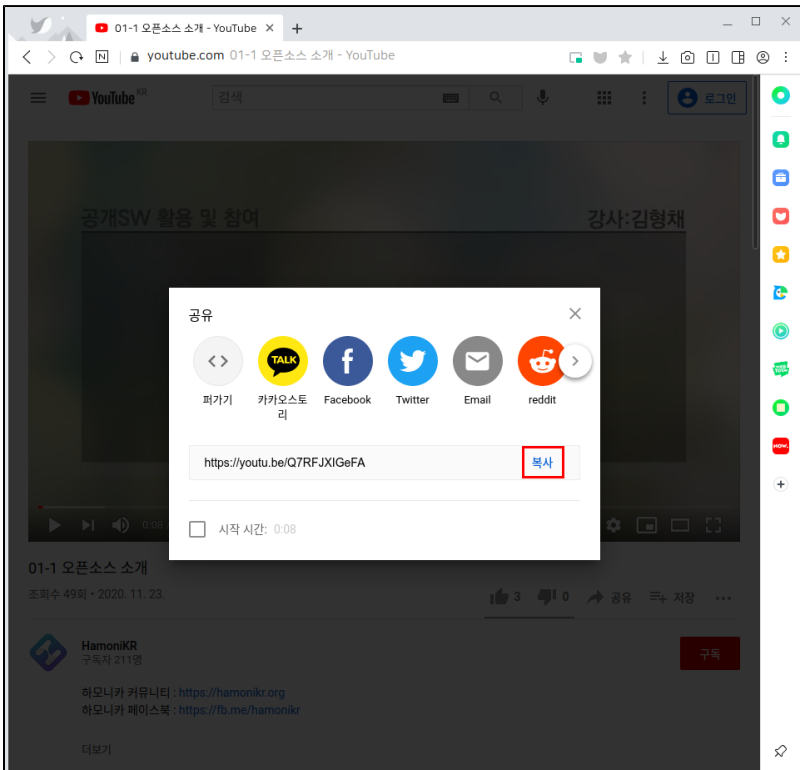 01-1 오픈소스 소개 - YouTube
youtube.com 01-1 오픈소스 소개 - YouTube
YouTube KR
검색
로그인
공개SW 활용 및 참여
강사:김형채
공유
TALK
퍼가기
카카오스토리
Facebook
Twitter
Email
reddit
https://youtu.be/Q7RFJXIGeFA
복사
시작 시간: 0:08
0:08
01-1 오픈소스 소개
조회수 49회 • 2020. 11. 23.
3
0
공유
저장
HamoniKR
구독자 211명
구독
하모니카 커뮤니티 : https://hamonikr.org
하모니카 페이스북 : https://fb.me/hamonikr
더보기
NOW.